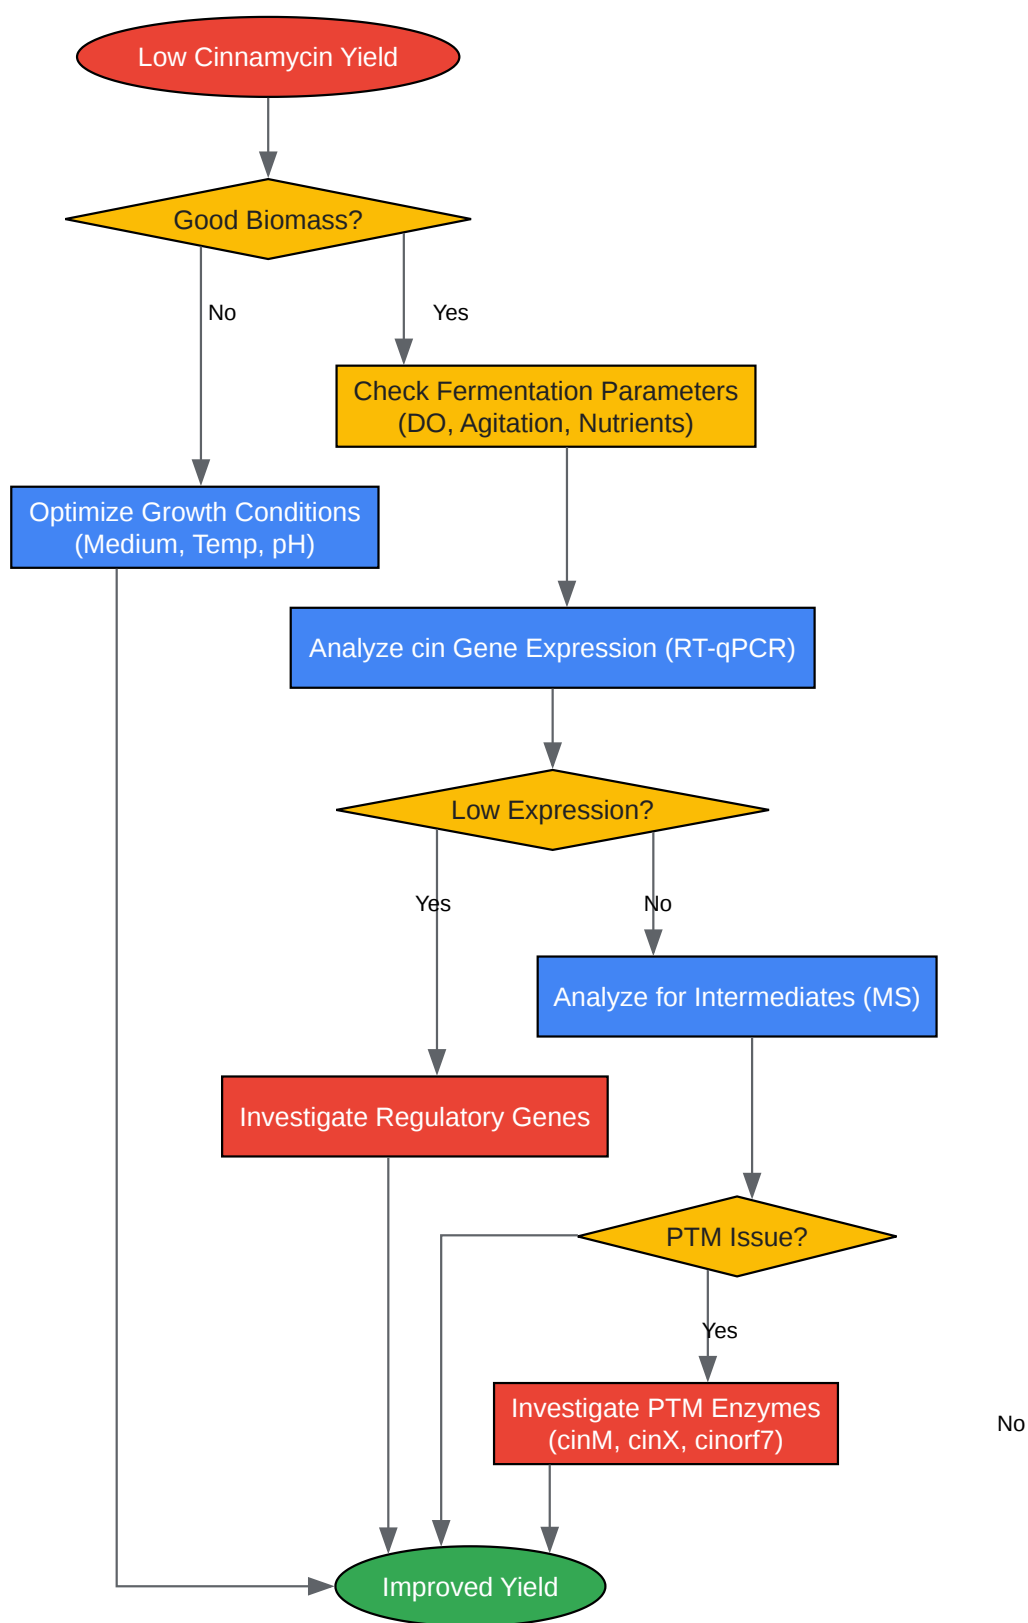 Low Cinnamycin Yield
Good Biomass?
No
Yes
Check Fermentation Parameters
(DO, Agitation, Nutrients)
Optimize Growth Conditions
(Medium, Temp, pH)
Analyze cin Gene Expression (RT-qPCR)
Low Expression?
Yes
No
Analyze for Intermediates (MS)
Investigate Regulatory Genes
PTM Issue?
Yes
Investigate PTM Enzymes
(cinM, cinX, cinorf7)
No
Improved Yield